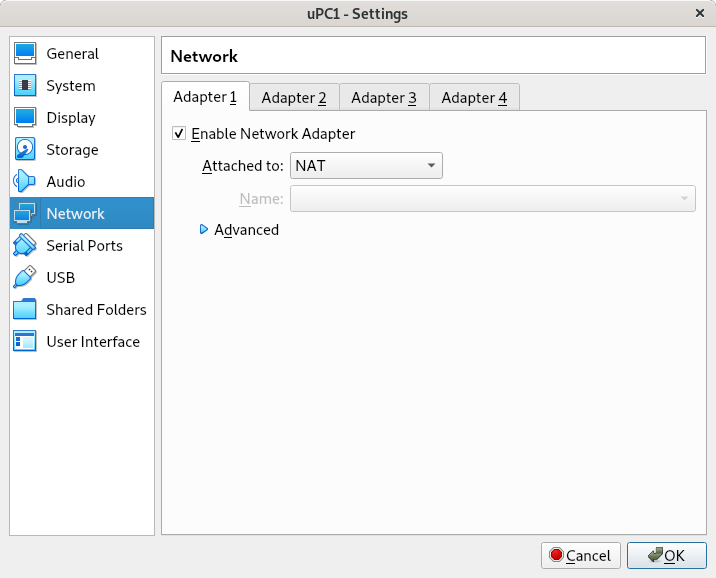 uPC1 - Settings
General
System
Display
Storage
Audio
Network
Serial Ports
USB
Shared Folders
User Interface
Network
Adapter 1 Adapter 2 Adapter 3 Adapter 4
Enable Network Adapter
Attached to: NAT
Name:
Advanced
Cancel OK